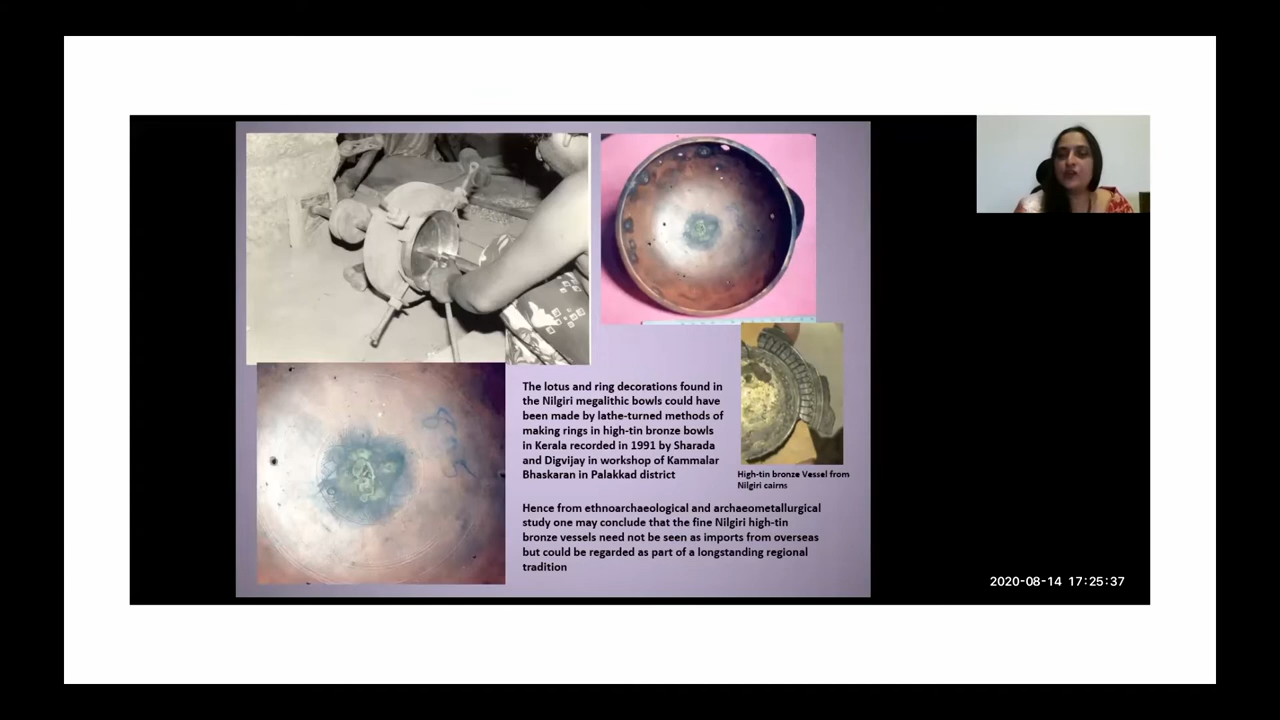 The lotus and ring decorations found in
the Nilgiri megalithic bowls could have
been made by lathe-turned methods of
making rings in high-tin bronze bowls
in Kerala recorded in 1991 by Sharada
and Digvijay in workshop of Kammalar
Bhaskaran in Palakkad district
High-tin bronze Vessel from
Nilgiri cairns
Hence from ethnoarchaeological and archaeometallurgical
study one may conclude that the fine Nilgiri high-tin
bronze vessels need not be seen as imports from overseas
but could be regarded as part of a longstanding regional
tradition
2020-08-14 17:25:37